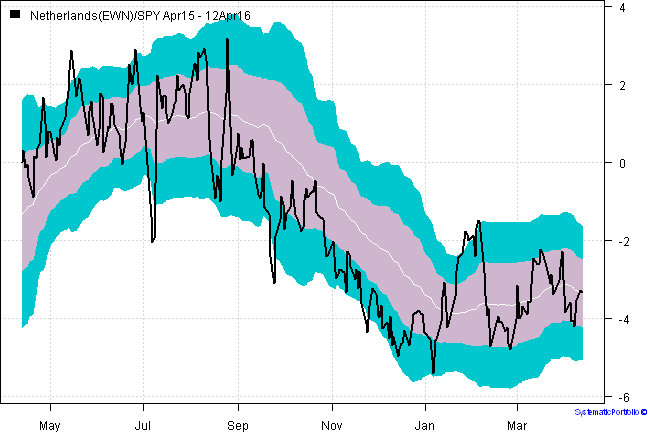 Netherlands(EWN)/SPY Apr15 - 12Apr16
4
2
0
-2
-4
-6
May Jul Sep Nov Jan Mar
SystematicPortfolio ©